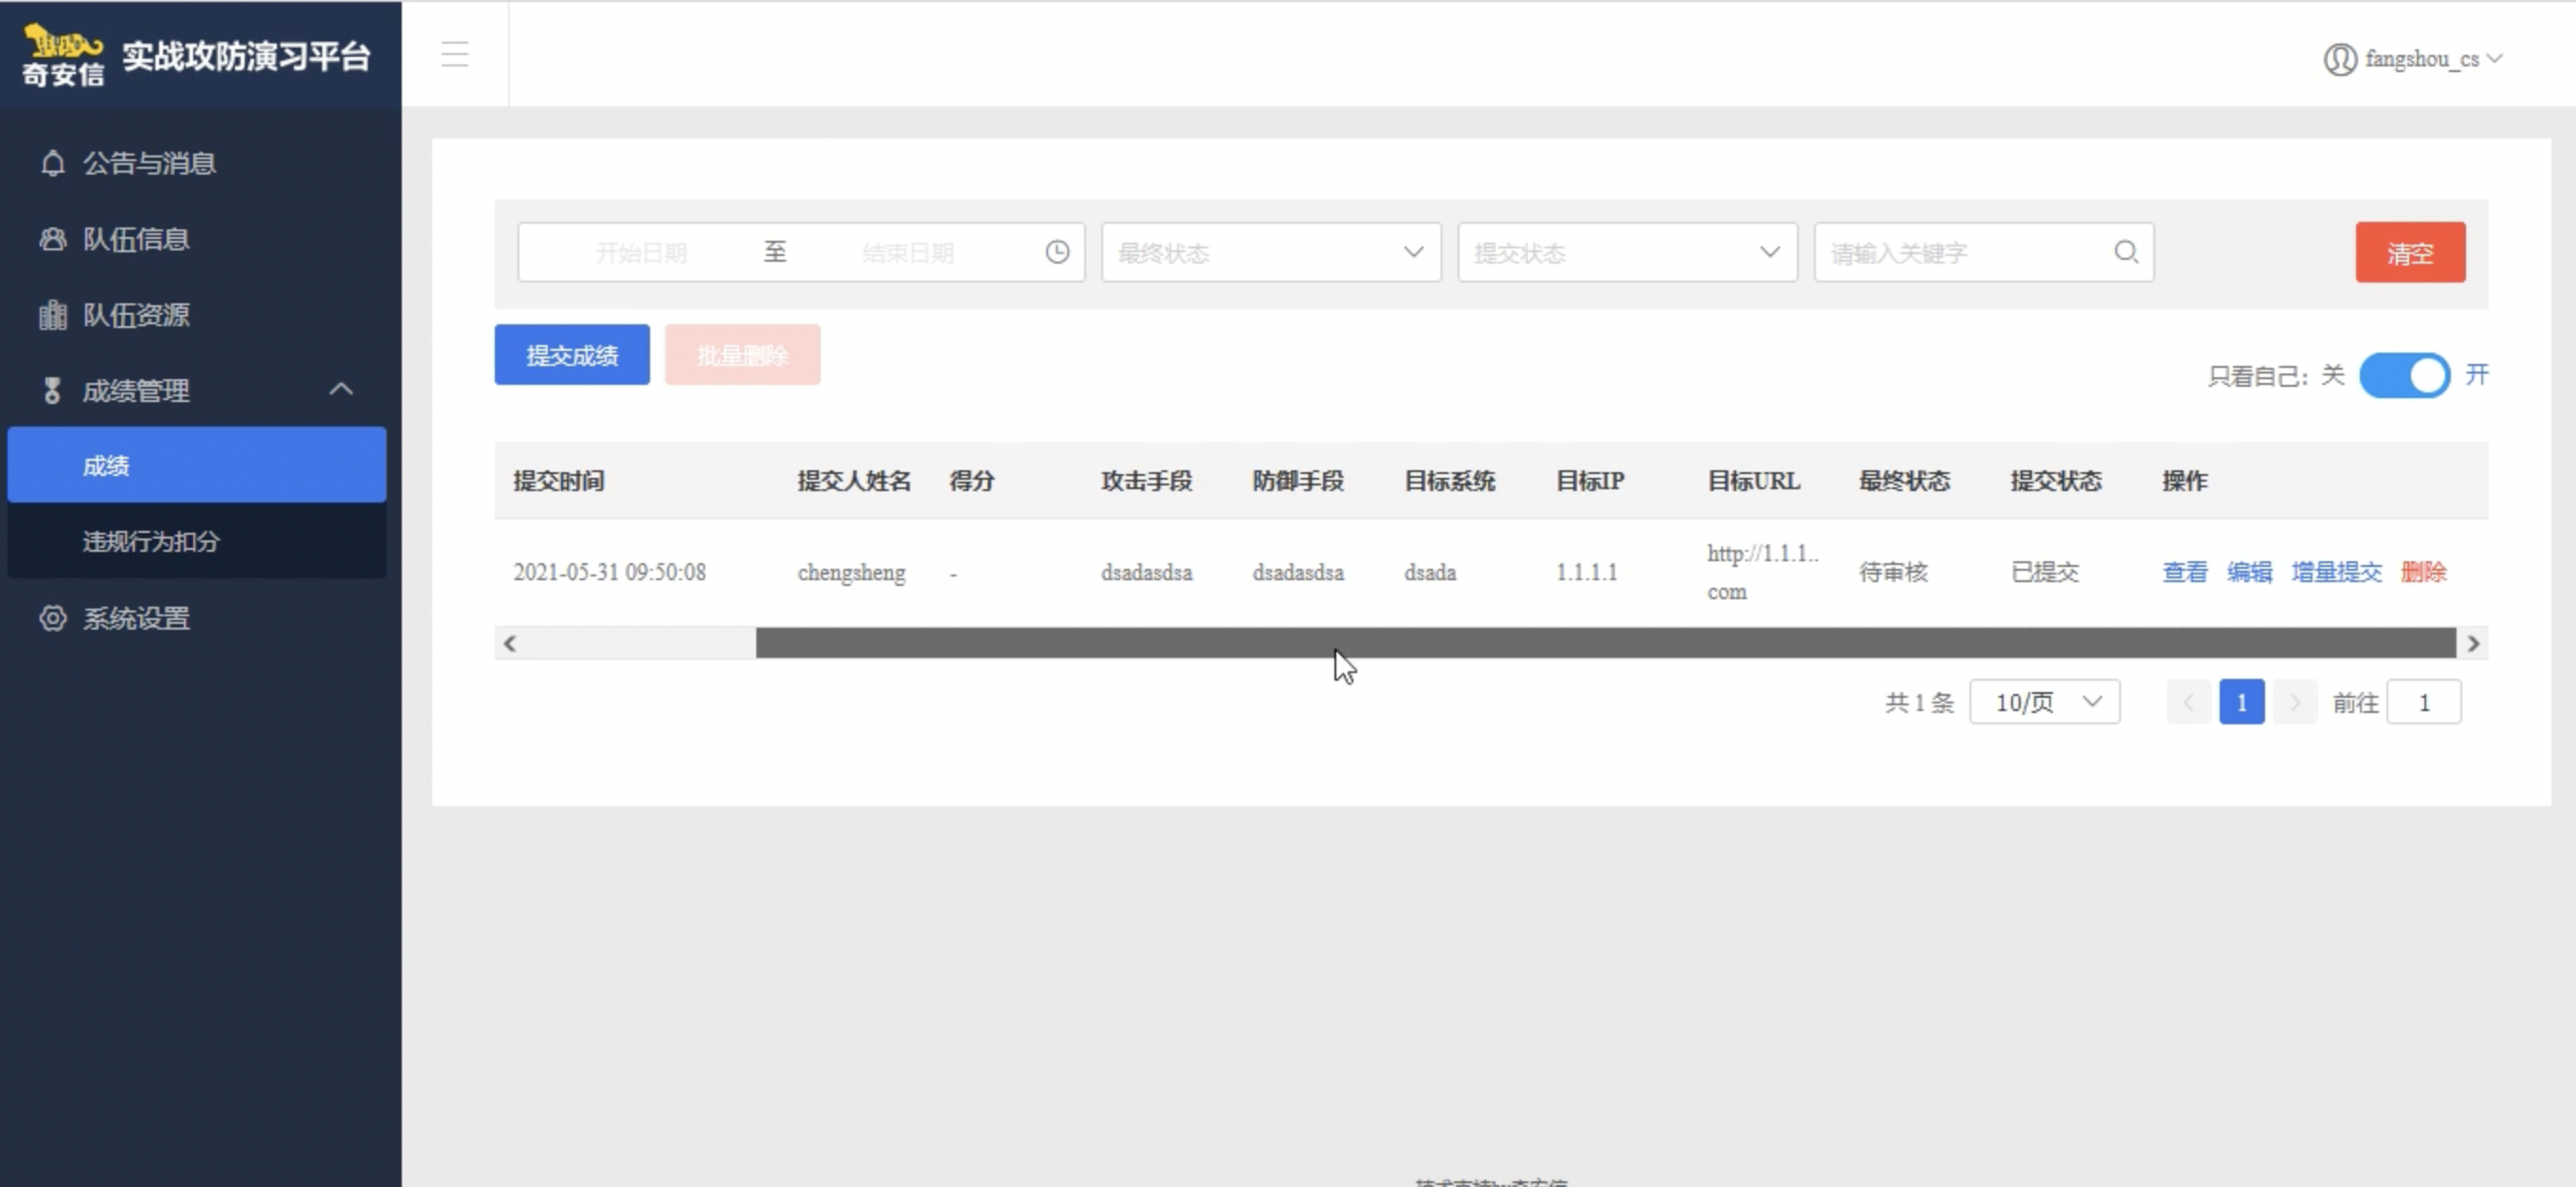 奇安信 实战攻防演习平台
fangshou_cs
公告与消息
队伍信息
队伍资源
成绩管理
成绩
违规行为扣分
系统设置
开始日期 至 结束日期 最终状态 提交状态 请输入关键字 清空
提交成绩 批量删除
只看自己: 关 开
提交时间 提交人姓名 得分 攻击手段 防御手段 目标系统 目标IP 目标URL 最终状态 提交状态 操作
2021-05-31 09:50:08 chengsheng - dsadasdsa dsadasdsa dsada 1.1.1.1 http://1.1.1.. 待审核 已提交 查看 编辑 增量提交 删除
com
共 1 条 10/页 1 前往 1